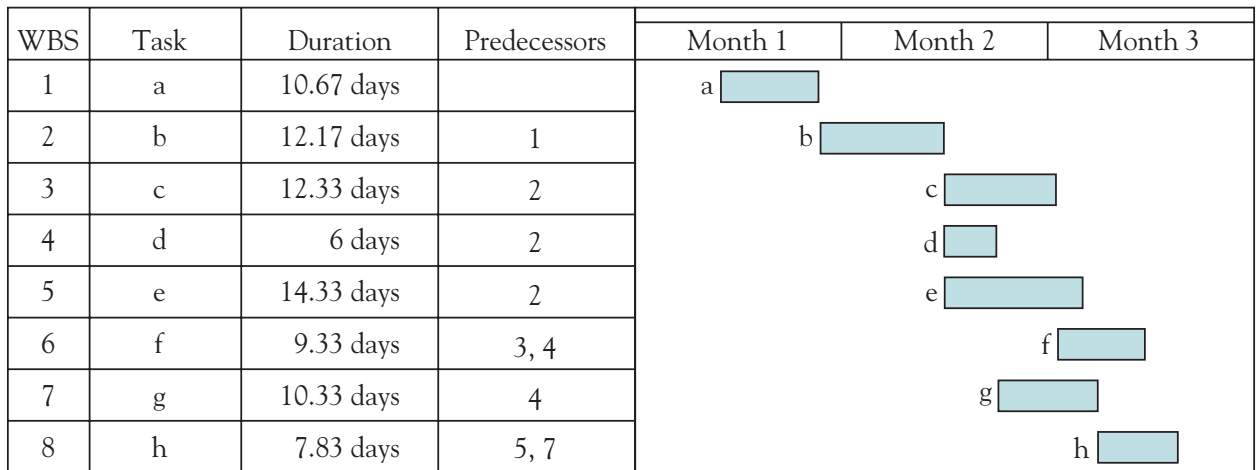 WBS Task Duration Predecessors Month 1 Month 2 Month 3
1 a 10.67 days a
2 b 12.17 days 1 b
3 c 12.33 days 2 c
4 d 6 days 2 d
5 e 14.33 days 2 e
6 f 9.33 days 3, 4 f
7 g 10.33 days 4 g
8 h 7.83 days 5, 7 h